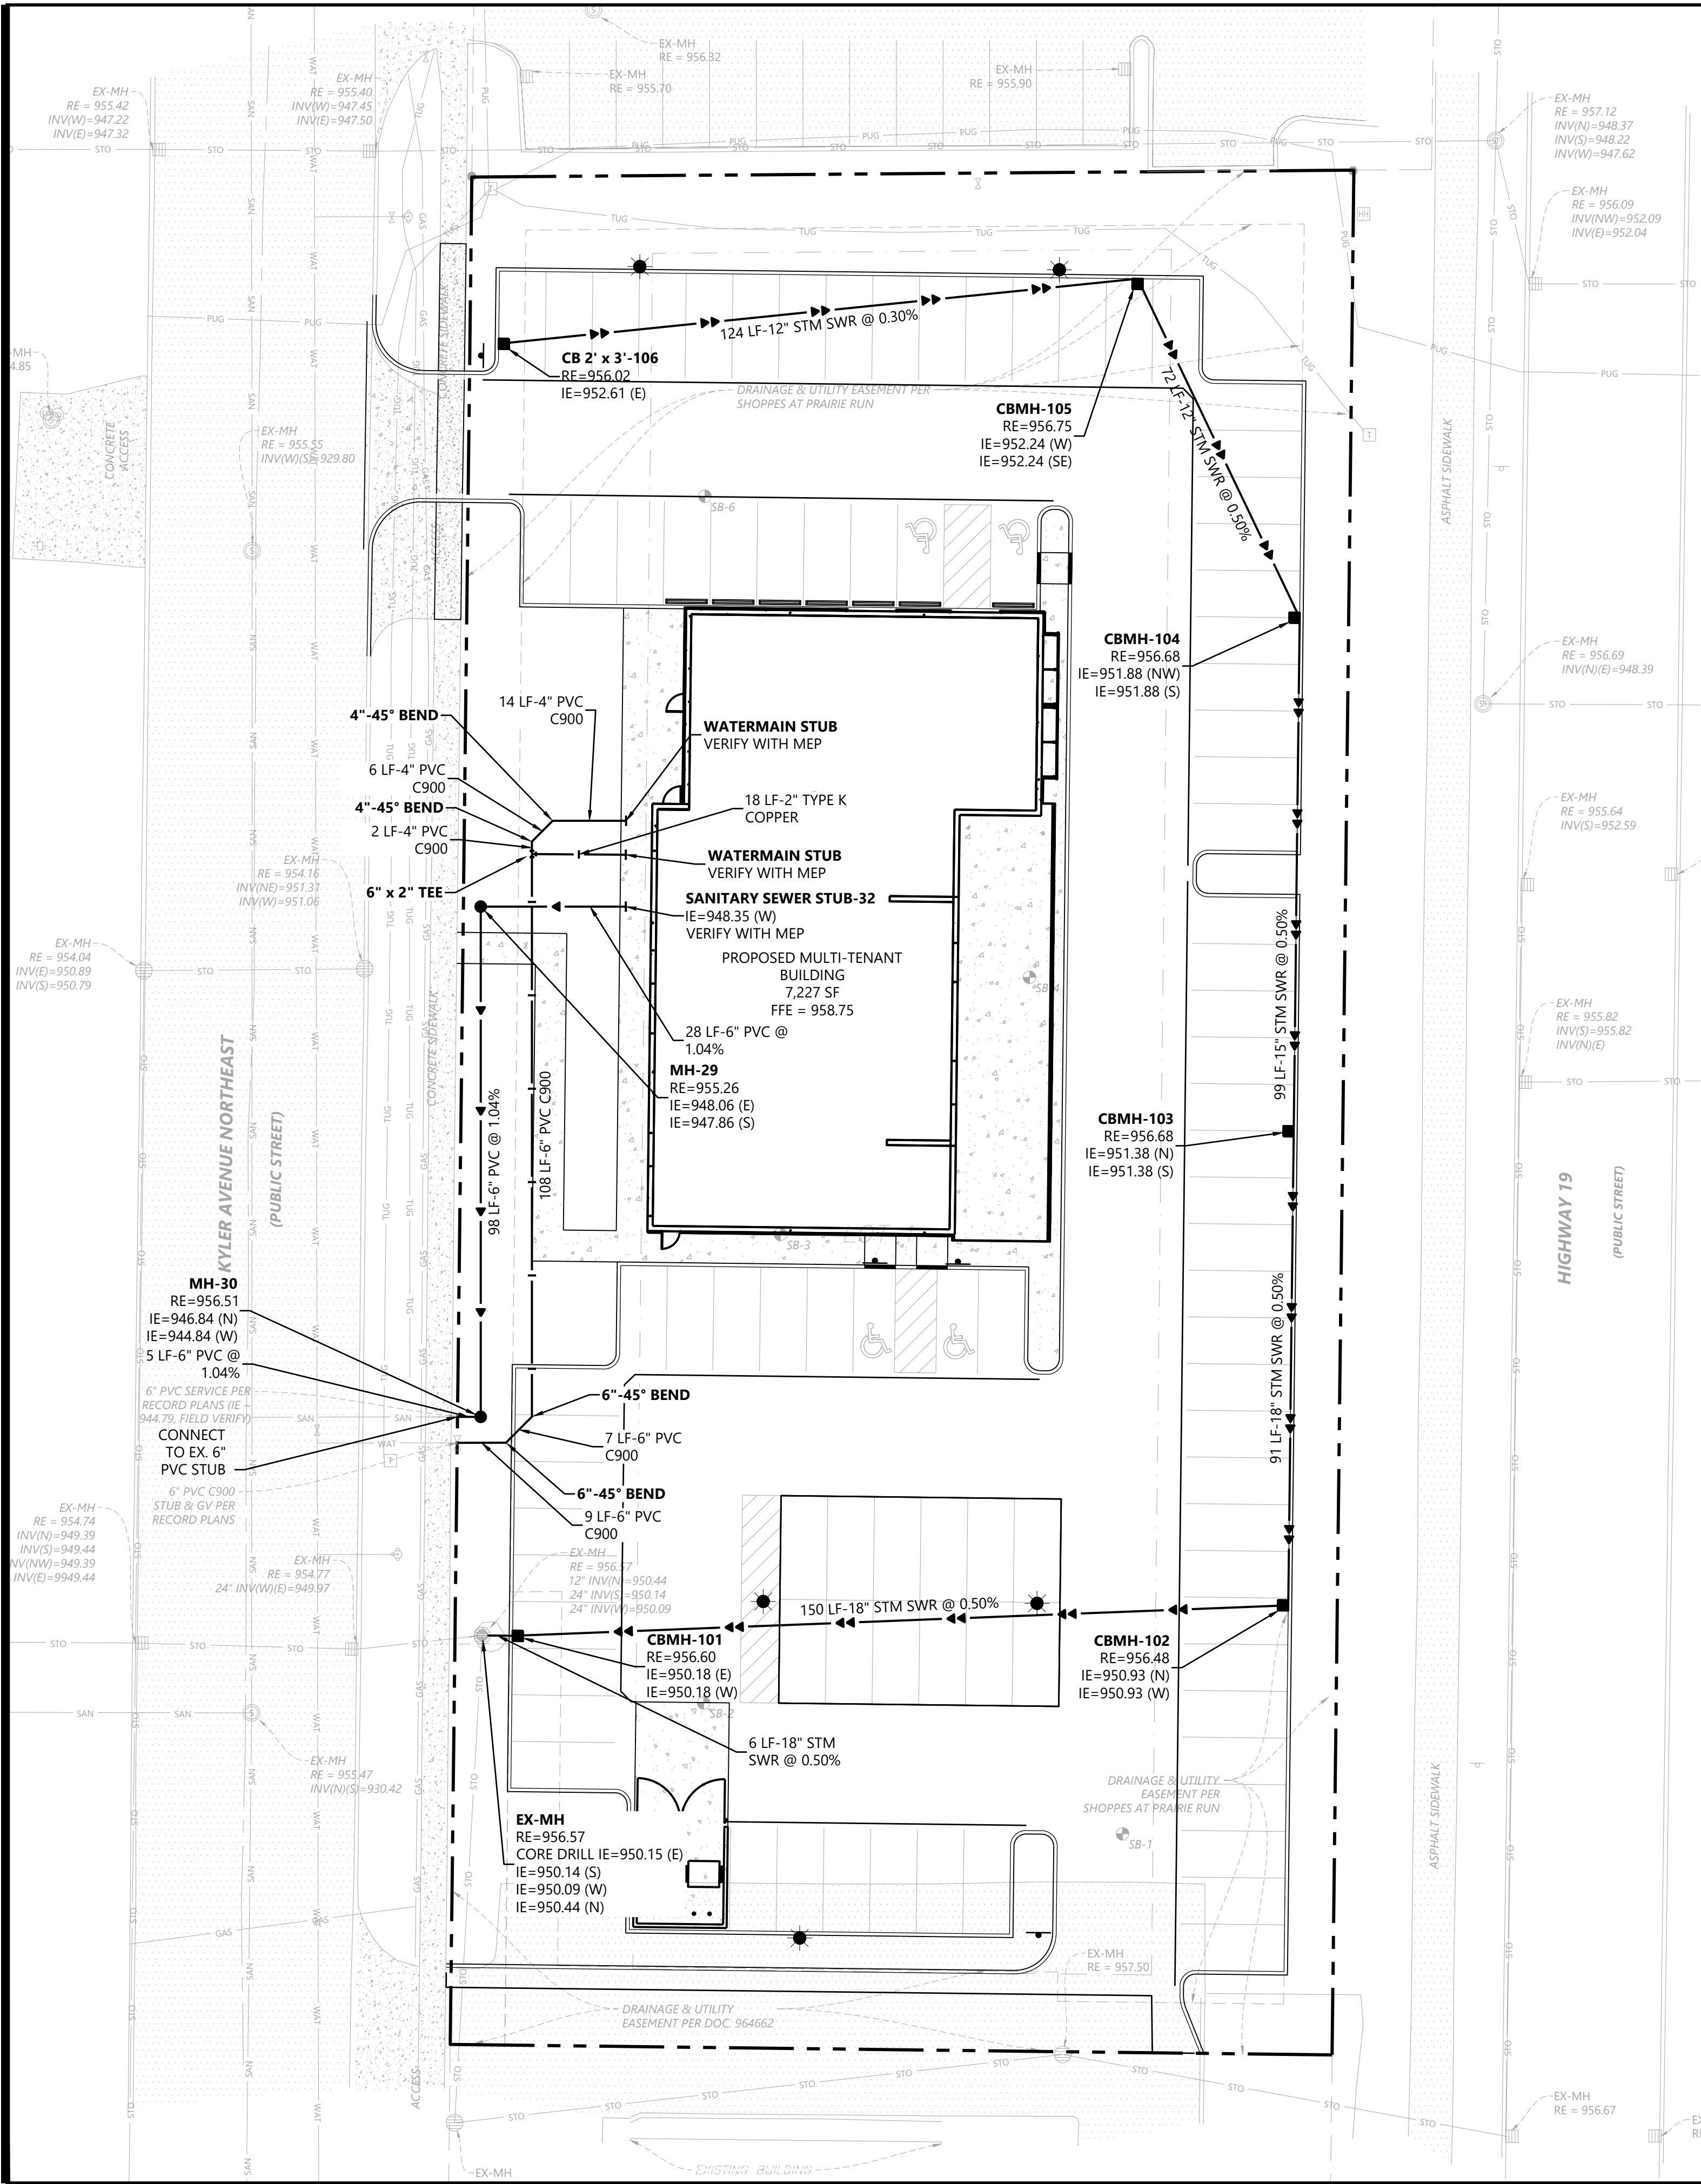 EX-MH
RE = 956.32
EX-MH
RE = 955.70
EX-MH
RE = 955.90
EX-MH
RE = 955.42
INV(W)=947.22
INV(E)=947.32
EX-MH
RE = 955.40
INV(W)=947.45
INV(E)=947.50
EX-MH
RE = 957.12
INV(N)=948.37
INV(S)=948.22
INV(W)=947.62
EX-MH
RE = 956.09
INV(NW)=952.09
INV(E)=952.04
124 LF-12" STM SWR @ 0.30%
CB 2' x 3'-106
RE=956.02
IE=952.61 (E)
DRAINAGE & UTILITY EASEMENT PER
SHOPPES AT PRAIRIE RUN
CBMH-105
RE=956.75
IE=952.24 (W)
IE=952.24 (SE)
72 LF-12" STM SWR @ 0.50%
-MH
4.85
CONCRETE
ACCESS
EX-MH
RE = 955.55
INV(W)(S)=929.80
CONCRETE SIDEWALK
ACCESS
ASPHALT SIDEWALK
SB-6
CBMH-104
RE=956.68
IE=951.88 (NW)
IE=951.88 (S)
EX-MH
RE = 956.69
INV(N)(E)=948.39
14 LF-4" PVC
C900
4"-45° BEND
WATERMAIN STUB
VERIFY WITH MEP
6 LF-4" PVC
C900
4"-45° BEND
2 LF-4" PVC
C900
18 LF-2" TYPE K
COPPER
WATERMAIN STUB
VERIFY WITH MEP
6" x 2" TEE
EX-MH
RE = 954.16
INV(NE)=951.31
INV(W)=951.06
SANITARY SEWER STUB-32
IE=948.35 (W)
VERIFY WITH MEP
EX-MH
RE = 955.64
INV(S)=952.59
EX-MH
RE = 954.04
INV(E)=950.89
INV(S)=950.79
PROPOSED MULTI-TENANT
BUILDING
7,227 SF
FFE = 958.75
SB-4
28 LF-6" PVC @
1.04%
MH-29
RE=955.26
IE=948.06 (E)
IE=947.86 (S)
EX-MH
RE = 955.82
INV(S)=955.82
INV(N)(E)
99 LF-15" STM SWR @ 0.50%
CBMH-103
RE=956.68
IE=951.38 (N)
IE=951.38 (S)
KYLER AVENUE NORTHEAST
(PUBLIC STREET)
CONCRETE SIDEWALK
98 LF-6" PVC @ 1.04%
108 LF-6" PVC C900
HIGHWAY 19
(PUBLIC STREET)
SB-3
MH-30
RE=956.51
IE=946.84 (N)
IE=944.84 (W)
5 LF-6" PVC @
1.04%
6" PVC SERVICE PER
RECORD PLANS (IE ~
944.79, FIELD VERIFY)
CONNECT
TO EX. 6"
PVC STUB
6" PVC C900
STUB & GV PER
RECORD PLANS
6"-45° BEND
7 LF-6" PVC
C900
6"-45° BEND
9 LF-6" PVC
C900
91 LF-18" STM SWR @ 0.50%
EX-MH
RE = 954.74
INV(N)=949.39
INV(S)=949.44
NV(NW)=949.39
INV(E)=9949.44
EX-MH
RE = 954.77
24" INV(W)(E)=949.97
EX-MH
RE = 956.57
12" INV(N)=950.44
24" INV(S)=950.14
24" INV(W)=950.09
150 LF-18" STM SWR @ 0.50%
CBMH-101
RE=956.60
IE=950.18 (E)
IE=950.18 (W)
CBMH-102
RE=956.48
IE=950.93 (N)
IE=950.93 (W)
SB-2
6 LF-18" STM
SWR @ 0.50%
EX-MH
RE = 955.47
INV(N)(S)=930.42
DRAINAGE & UTILITY
EASEMENT PER
SHOPPES AT PRAIRIE RUN
ASPHALT SIDEWALK
SB-1
EX-MH
RE=956.57
CORE DRILL IE=950.15 (E)
IE=950.14 (S)
IE=950.09 (W)
IE=950.44 (N)
EX-MH
RE = 957.50
DRAINAGE & UTILITY
EASEMENT PER DOC. 964662
ACCESS
EX-MH
RE = 956.67
EX-MH
EXISTING BUILDING